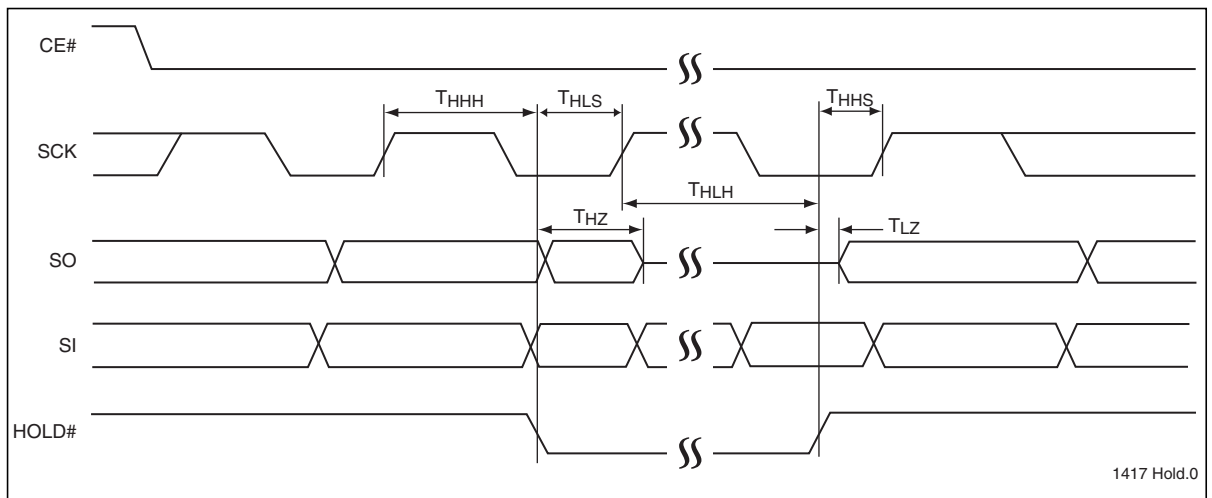 CE#
THHH
THLS
THHS
SCK
THLH
THZ
TLZ
SO
SI
HOLD#
1417 Hold.0